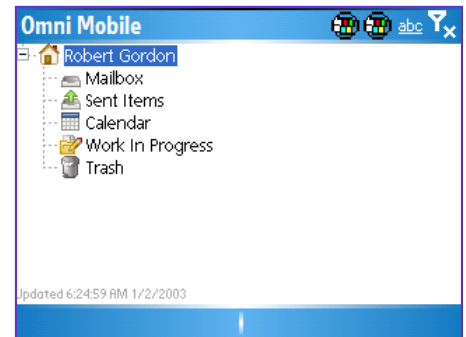 Omni Mobile abc
Robert Gordon
Mailbox
Sent Items
Calendar
Work In Progress
Trash
Updated 6:24:59 AM 1/2/2003